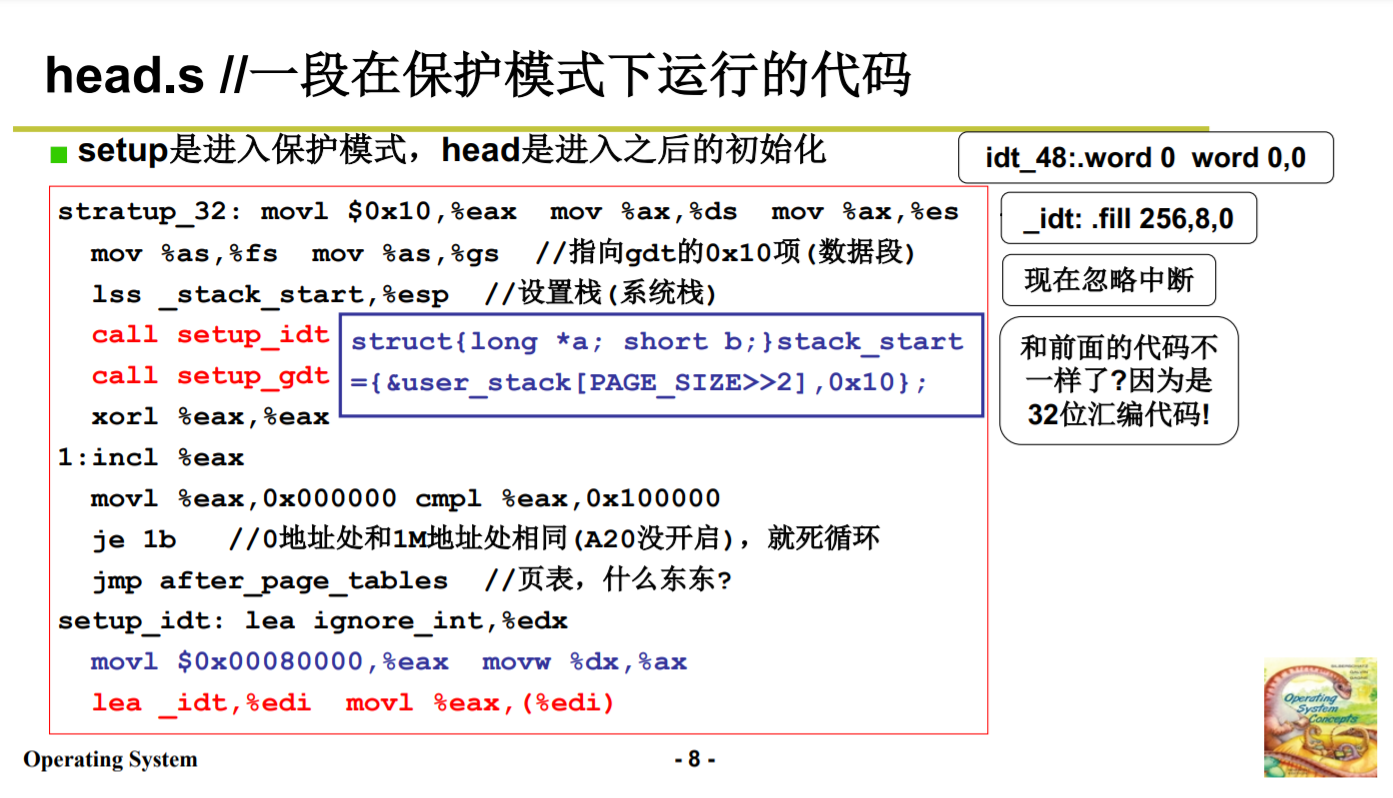 head.s //一段在保护模式下运行的代码
setup是进入保护模式，head是进入之后的初始化
idt_48:.word 0 word 0,0
stratup_32: movl $0x10,%eax mov %ax,%ds mov %ax,%es
_idt: .fill 256,8,0
mov %as,%fs mov %as,%gs //指向gdt的0x10项(数据段)
现在忽略中断
lss _stack_start,%esp //设置栈(系统栈)
call setup_idt
struct{long *a; short b;}stack_start
={&user_stack[PAGE_SIZE>>2],0x10};
和前面的代码不
一样了?因为是
32位汇编代码!
call setup_gdt
xorl %eax,%eax
1:incl %eax
movl %eax,0x000000 cmpl %eax,0x100000
je 1b //0地址处和1M地址处相同(A20没开启)，就死循环
jmp after_page_tables //页表，什么东东?
setup_idt: lea ignore_int,%edx
movl $0x00080000,%eax movw %dx,%ax
lea _idt,%edi movl %eax,(%edi)
Operating
System
Concepts
Operating System
- 8 -